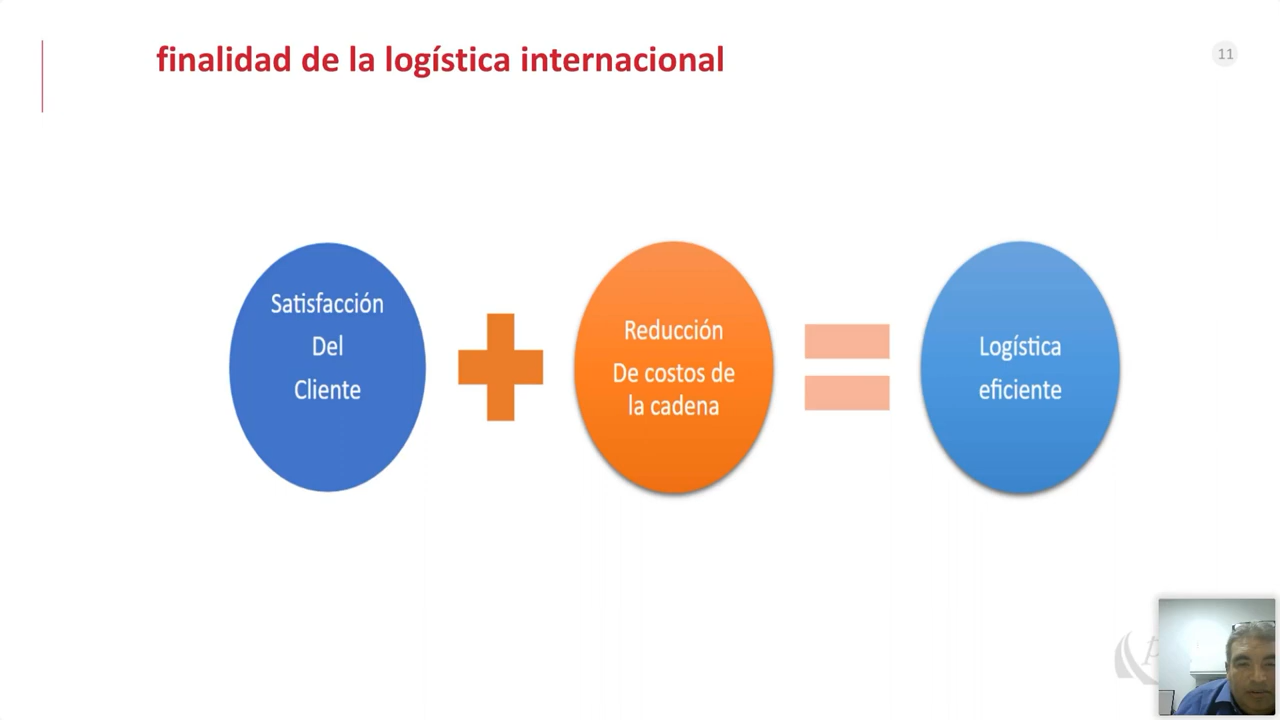 finalidad de la logística internacional
11
Satisfacción
Del
Cliente
Reducción
De costos de
la cadena
Logística
eficiente